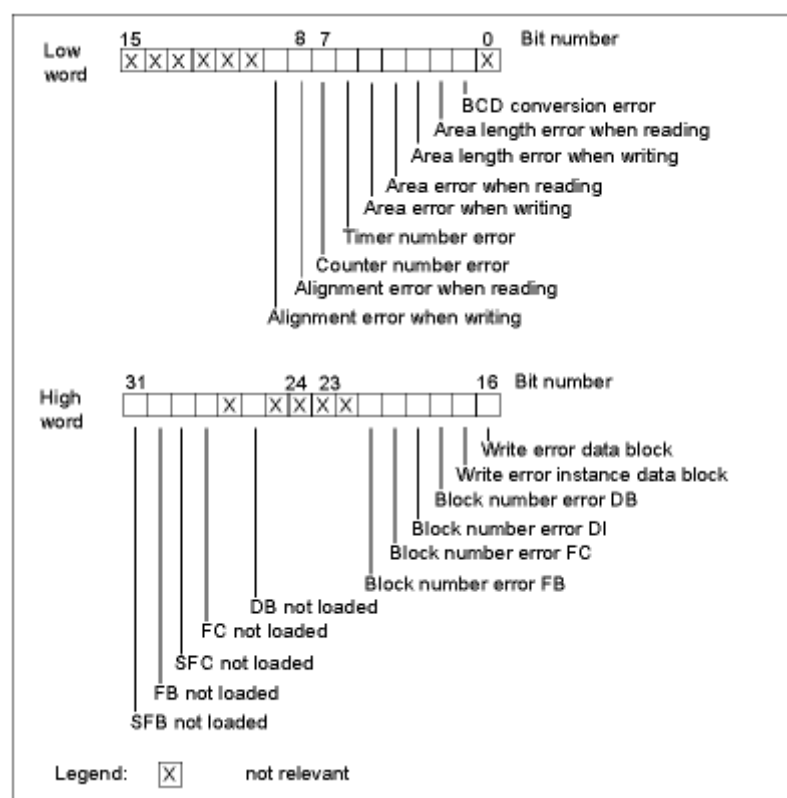 15 8 7 0 Bit number
Low
word
X X X X X X X
BCD conversion error
Area length error when reading
Area length error when writing
Area error when reading
Area error when writing
Timer number error
Counter number error
Alignment error when reading
Alignment error when writing
31 24 23 16 Bit number
High
word
X X X X X
Write error data block
Write error instance data block
Block number error DB
Block number error DI
Block number error FC
Block number error FB
DB not loaded
FC not loaded
SFC not loaded
FB not loaded
SFB not loaded
Legend: X not relevant